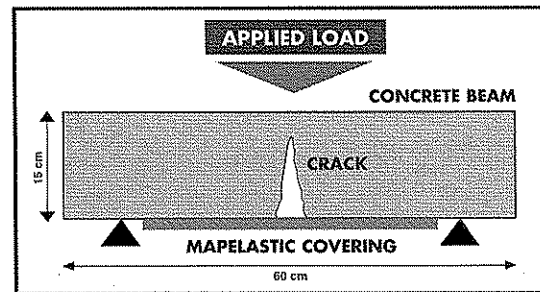 APPLIED LOAD
CONCRETE BEAM
15 cm
CRACK
MAPELASTIC COVERING
60 cm